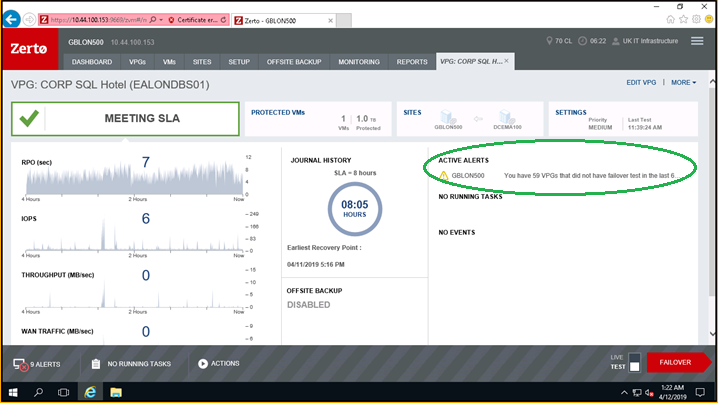 https://10.44.100.153:9669/zvm#/n
Certificate er...
Zerto - GBLON500
Zerto
GBLON500 10.44.100.153
70 CL 06:22 UK IT Infrastructure
DASHBOARD VPGs VMs SITES SETUP OFFSITE BACKUP MONITORING REPORTS VPG: CORP SQL H...
VPG: CORP SQL Hotel (EALONDBS01)
EDIT VPG MORE
MEETING SLA
PROTECTED VMs
1 1.0 TB
VMs Protected
SITES
GBLON500 DCEMA100
SETTINGS
Priority Last Test
MEDIUM 11:39:24 AM
RPO (sec) 7
12
8
4
0
4 Hours 2 Hours Now
IOPS 6
249
166
83
0
4 Hours 2 Hours Now
THROUGHPUT (MB/sec) 0
15
10
5
0
4 Hours 2 Hours Now
WAN TRAFFIC (MB/sec) 0
9
6
JOURNAL HISTORY
SLA = 8 hours
08:05
HOURS
Earliest Recovery Point :
04/11/2019 5:16 PM
OFFSITE BACKUP
DISABLED
ACTIVE ALERTS
GBLON500 You have 59 VPGs that did not have failover test in the last 6...
NO RUNNING TASKS
NO EVENTS
9 ALERTS NO RUNNING TASKS ACTIONS
LIVE
TEST
FAILOVER
1:22 AM
4/12/2019